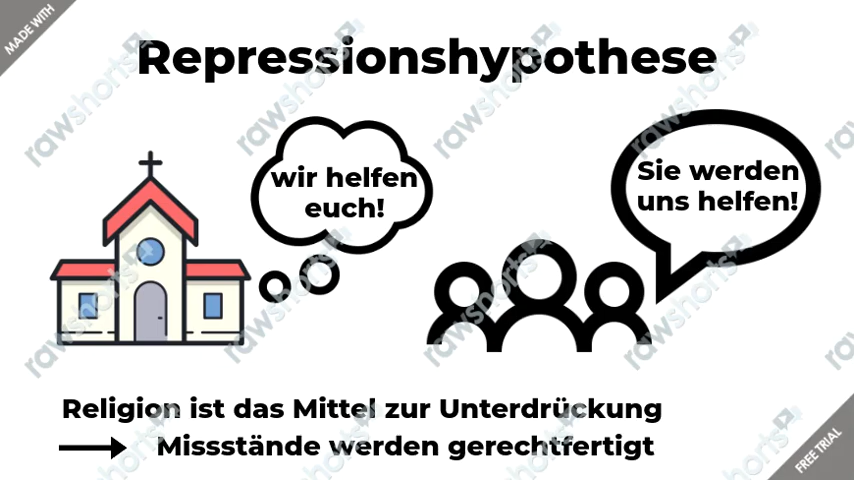 MADE WITH
Repressionshypothese
wir helfen
euch!
Sie werden
uns helfen!
Religion ist das Mittel zur Unterdrückung
Missstände werden gerechtfertigt
rawshorts
FREE TRIAL